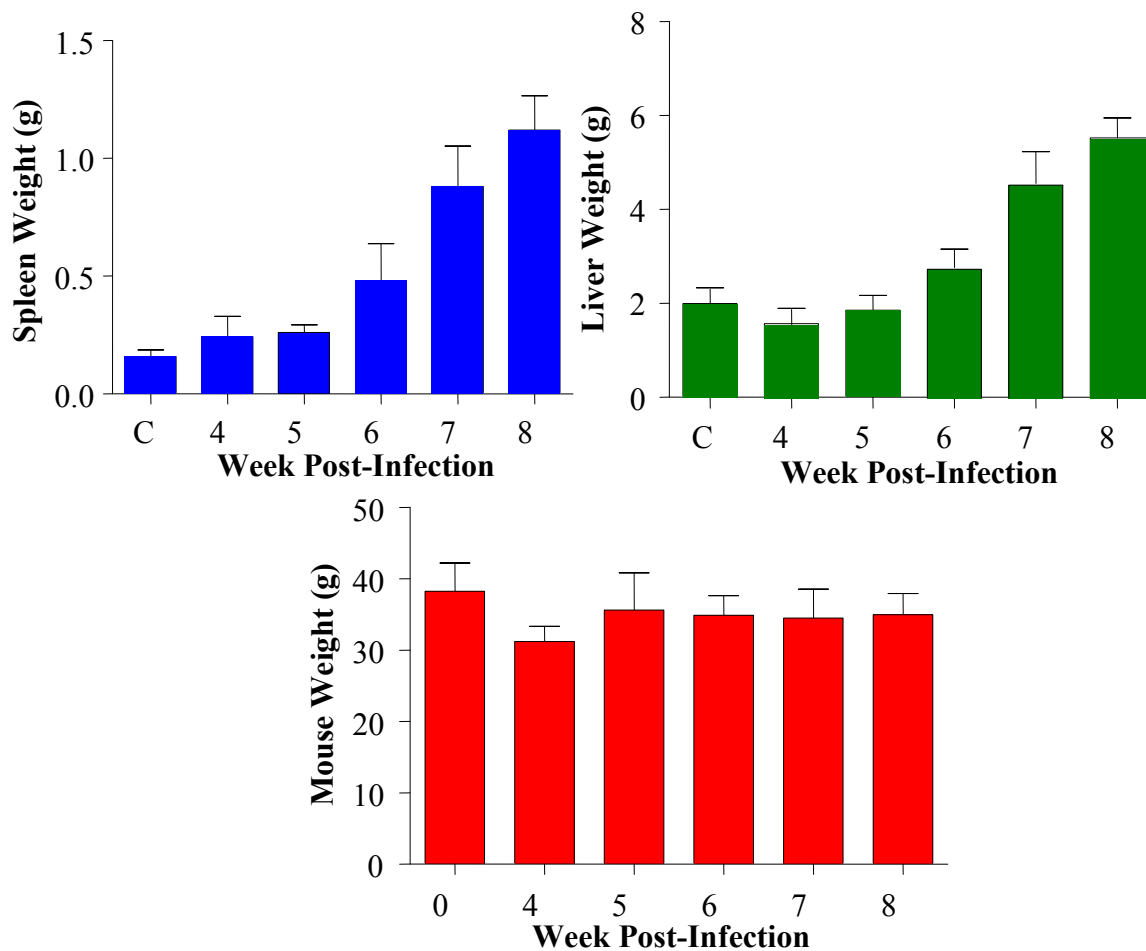 Spleen Weight (g)
1.5
1.0
0.5
0.0
C 4 5 6 7 8
Week Post-Infection
Liver Weight (g)
8
6
4
2
0
C 4 5 6 7 8
Week Post-Infection
Mouse Weight (g)
50
40
30
20
10
0
0 4 5 6 7 8
Week Post-Infection